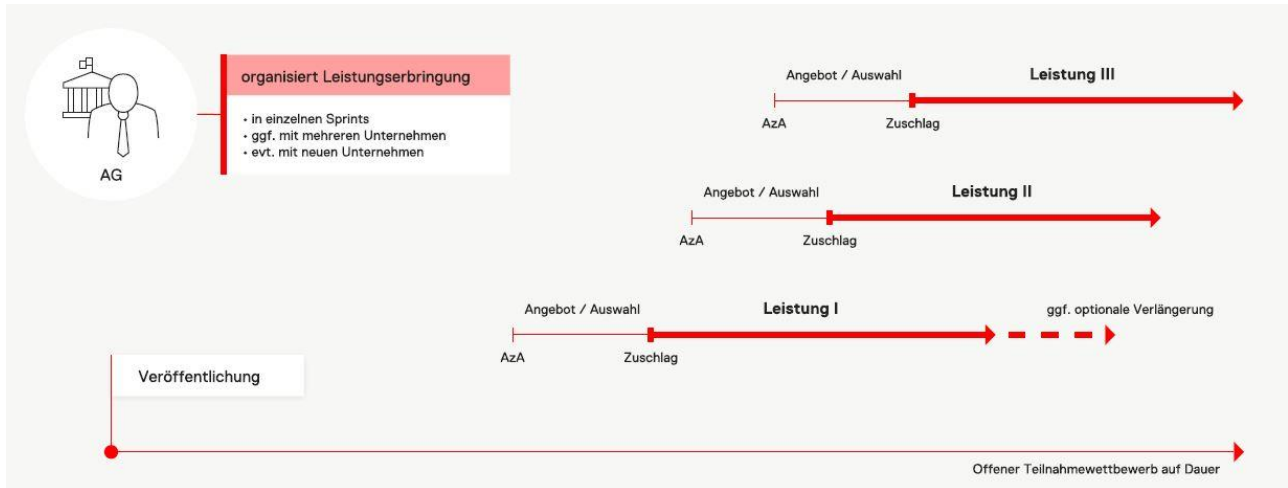 organisiert Leistungserbringung
• in einzelnen Sprints
• ggf. mit mehreren Unternehmen
• evt. mit neuen Unternehmen
AG
Angebot / Auswahl
Leistung III
AzA
Zuschlag
Angebot / Auswahl
Leistung II
AzA
Zuschlag
Angebot / Auswahl
Leistung I
ggf. optionale Verlängerung
AzA
Zuschlag
Veröffentlichung
Offener Teilnahmewettbewerb auf Dauer